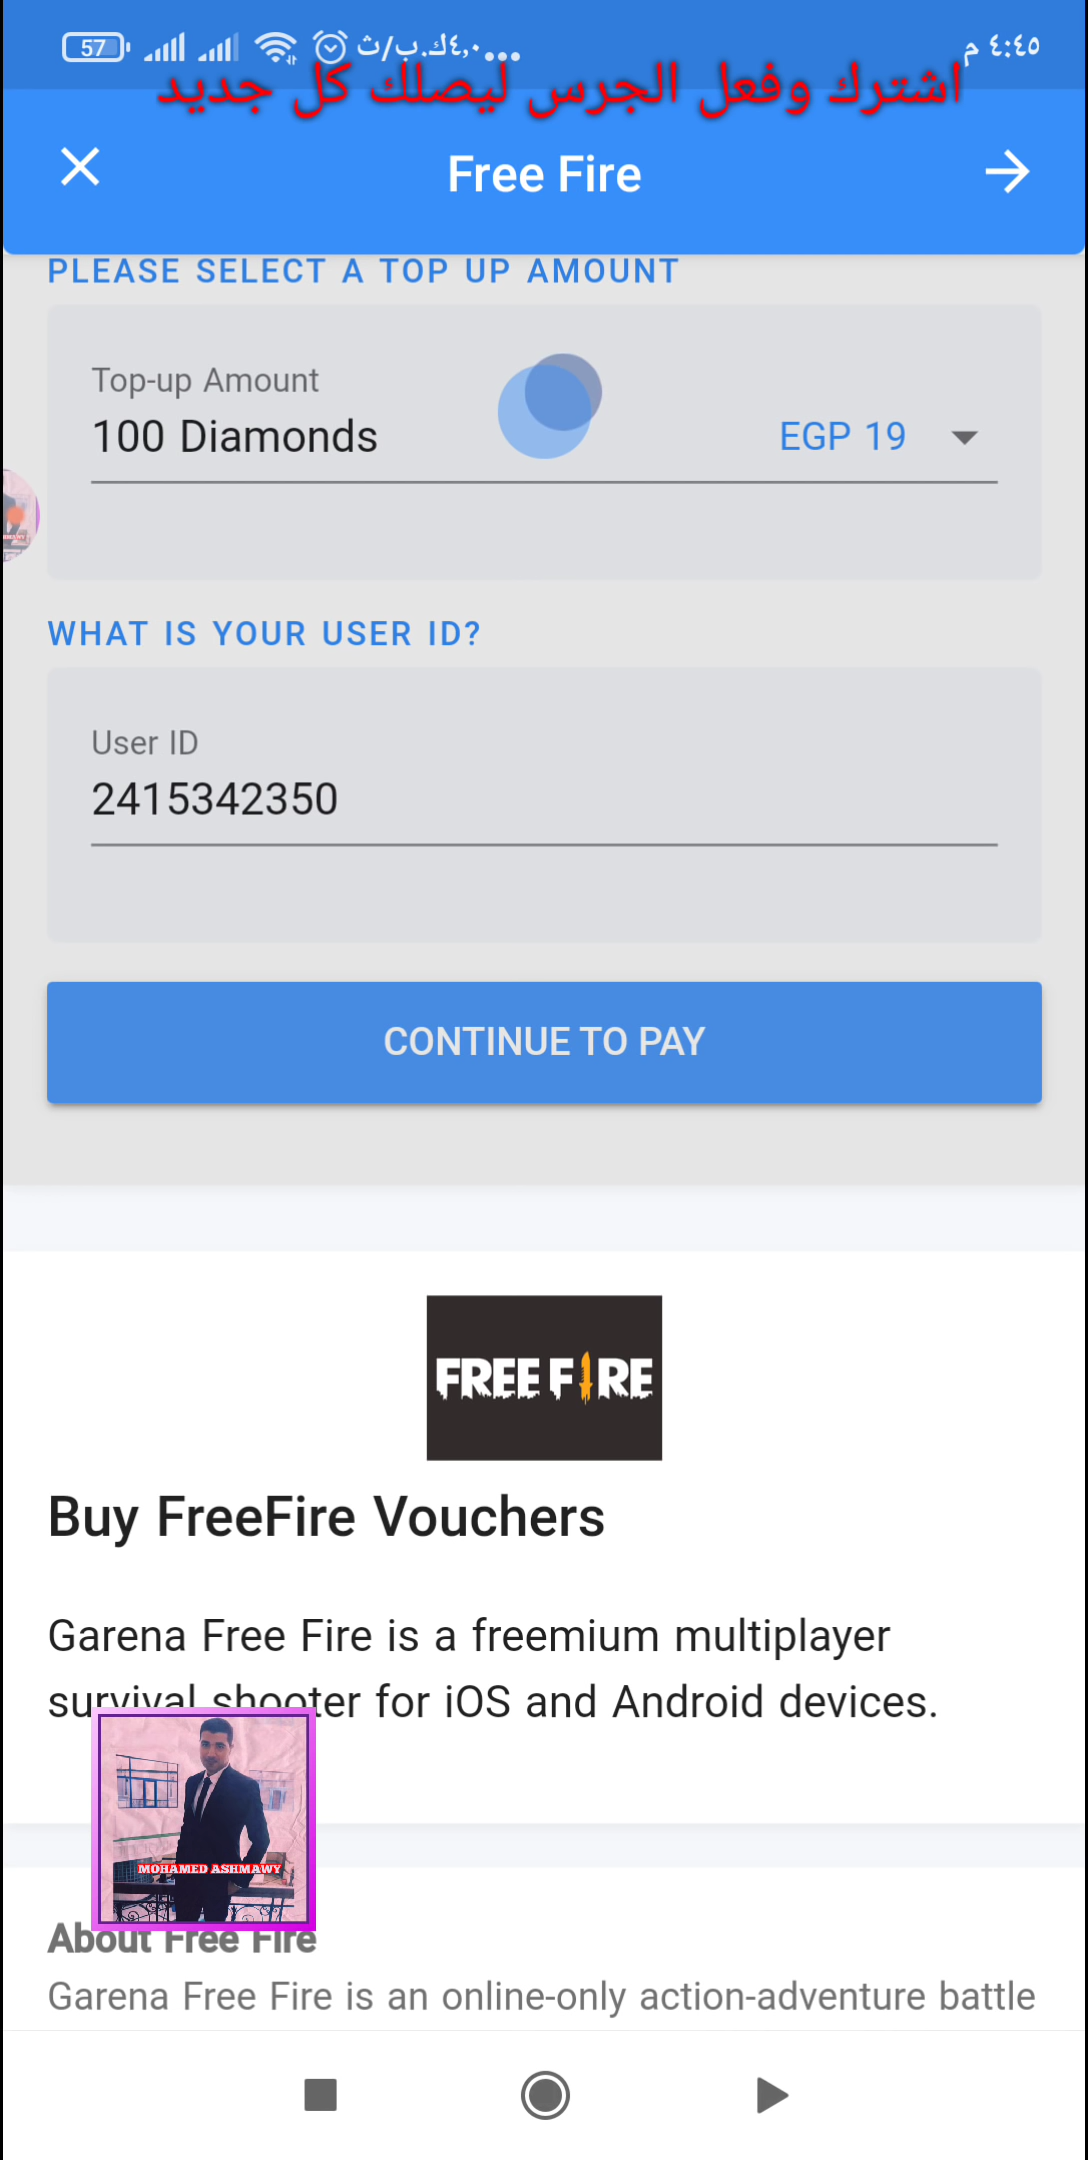 57 ...٤,٠ك.ب/ث ٤:٤٥ م
اشترك وفعل الجرس ليصلك كل جديد
Free Fire
PLEASE SELECT A TOP UP AMOUNT
Top-up Amount
100 Diamonds EGP 19
WHAT IS YOUR USER ID?
User ID
2415342350
CONTINUE TO PAY
FREE FIRE
Buy FreeFire Vouchers
Garena Free Fire is a freemium multiplayer
survival shooter for iOS and Android devices.
MOHAMED ASHMAWY
About Free Fire
Garena Free Fire is an online-only action-adventure battle